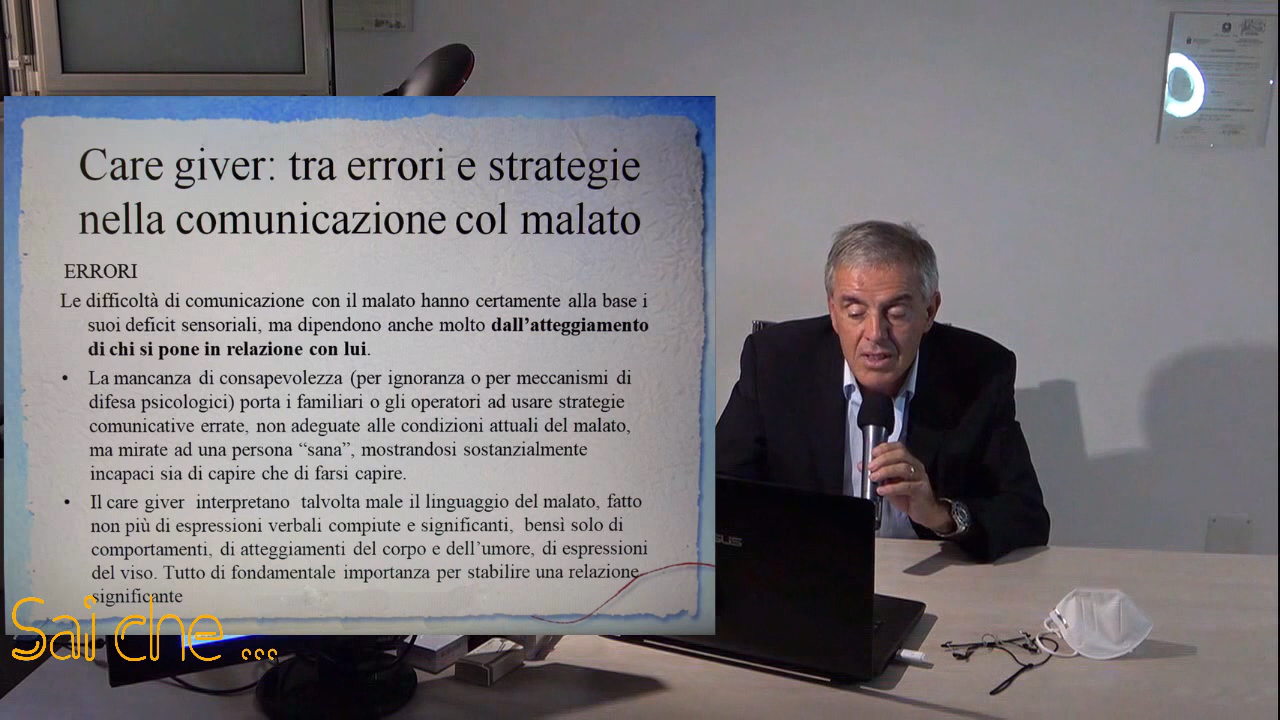 Care giver: tra errori e strategie
nella comunicazione col malato
ERRORI
Le difficoltà di comunicazione con il malato hanno certamente alla base i
suoi deficit sensoriali, ma dipendono anche molto dall’atteggiamento
di chi si pone in relazione con lui.
• La mancanza di consapevolezza (per ignoranza o per meccanismi di
difesa psicologici) porta i familiari o gli operatori ad usare strategie
comunicative errate, non adeguate alle condizioni attuali del malato,
ma mirate ad una persona “sana”, mostrandosi sostanzialmente
incapaci sia di capire che di farsi capire.
• Il care giver interpretano talvolta male il linguaggio del malato, fatto
non più di espressioni verbali compiute e significanti, bensì solo di
comportamenti, di atteggiamenti del corpo e dell’umore, di espressioni
del viso. Tutto di fondamentale importanza per stabilire una relazione
significante
Sai che ...